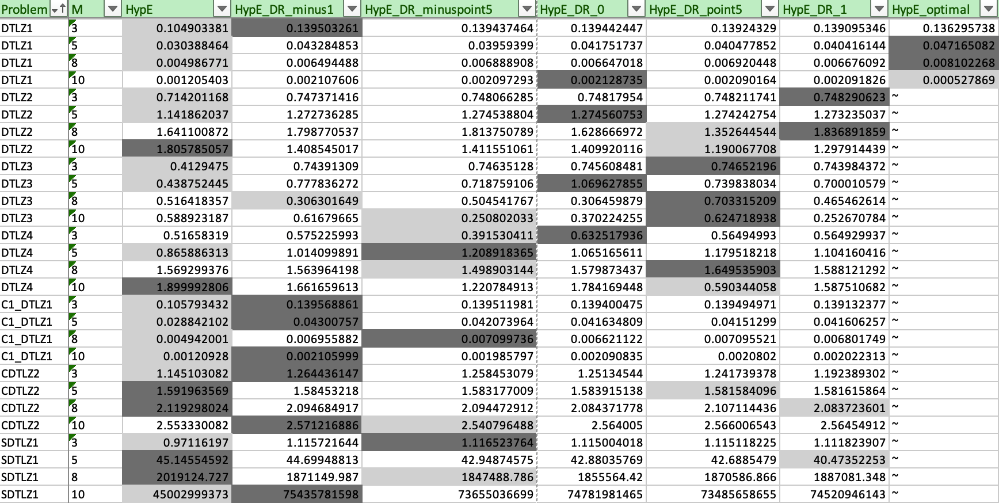 Problem M HypE HypE_DR_minus1 HypE_DR_minuspoint5 HypE_DR_0 HypE_DR_point5 HypE_DR_1 HypE_optimal
DTLZ1 3 0.104903381 0.139503261 0.139437464 0.139442447 0.13924329 0.139095346 0.136295738
DTLZ1 5 0.030388464 0.043284853 0.03959399 0.041751737 0.040477852 0.040416144 0.047165082
DTLZ1 8 0.004986771 0.006494488 0.006888908 0.006647018 0.006920448 0.006676092 0.008102268
DTLZ1 10 0.001205403 0.002107606 0.002097293 0.002128735 0.002090164 0.002091826 0.000527869
DTLZ2 3 0.714201168 0.747371416 0.748066285 0.74817954 0.748211741 0.748290623 ~
DTLZ2 5 1.141862037 1.272736285 1.274538804 1.274560753 1.274242754 1.273235037 ~
DTLZ2 8 1.641100872 1.798770537 1.813750789 1.628666972 1.352644544 1.836891859 ~
DTLZ2 10 1.805785057 1.408545017 1.411551061 1.409920116 1.190067708 1.297914439 ~
DTLZ3 3 0.4129475 0.74391309 0.74635128 0.745608481 0.74652196 0.743984372 ~
DTLZ3 5 0.438752445 0.777836272 0.718759106 1.069627855 0.739838034 0.700010579 ~
DTLZ3 8 0.516418357 0.306301649 0.504541767 0.306459879 0.703315209 0.465462614 ~
DTLZ3 10 0.588923187 0.61679665 0.250802033 0.370224255 0.624718938 0.252670784 ~
DTLZ4 3 0.51658319 0.575225993 0.391530411 0.632517936 0.56494993 0.564929937 ~
DTLZ4 5 0.865886313 1.014099891 1.208918365 1.065165611 1.179518218 1.104160416 ~
DTLZ4 8 1.569299376 1.563964198 1.498903144 1.579873437 1.649535903 1.588121292 ~
DTLZ4 10 1.899992806 1.661659613 1.220784913 1.784169448 0.590344058 1.587510682 ~
C1_DTLZ1 3 0.105793432 0.139568861 0.139511981 0.139400475 0.139494971 0.139132377 ~
C1_DTLZ1 5 0.028842102 0.04300757 0.042073964 0.041634809 0.04151299 0.041606257 ~
C1_DTLZ1 8 0.004942001 0.006955882 0.007099736 0.006621122 0.007095521 0.006801749 ~
C1_DTLZ1 10 0.00120928 0.002105999 0.001985797 0.002090835 0.0020802 0.002022313 ~
CDTLZ2 3 1.145103082 1.264436147 1.258453079 1.25134544 1.241739378 1.192389302 ~
CDTLZ2 5 1.591963569 1.58453218 1.583177009 1.583915138 1.581584096 1.581615864 ~
CDTLZ2 8 2.119298024 2.094684917 2.094472912 2.084371778 2.107114436 2.083723601 ~
CDTLZ2 10 2.553330082 2.571216886 2.540796488 2.564005 2.566006543 2.56454912 ~
SDTLZ1 3 0.97116197 1.115721644 1.116523764 1.115004018 1.115118225 1.111823907 ~
SDTLZ1 5 45.14554592 44.69948813 42.94874575 42.88035769 42.6885479 40.47352253 ~
SDTLZ1 8 2019124.727 1871149.987 1847488.786 1855564.42 1870586.866 1887081.348 ~
SDTLZ1 10 45002999373 75435781598 73655036699 74781981465 73485658655 74520946143 ~